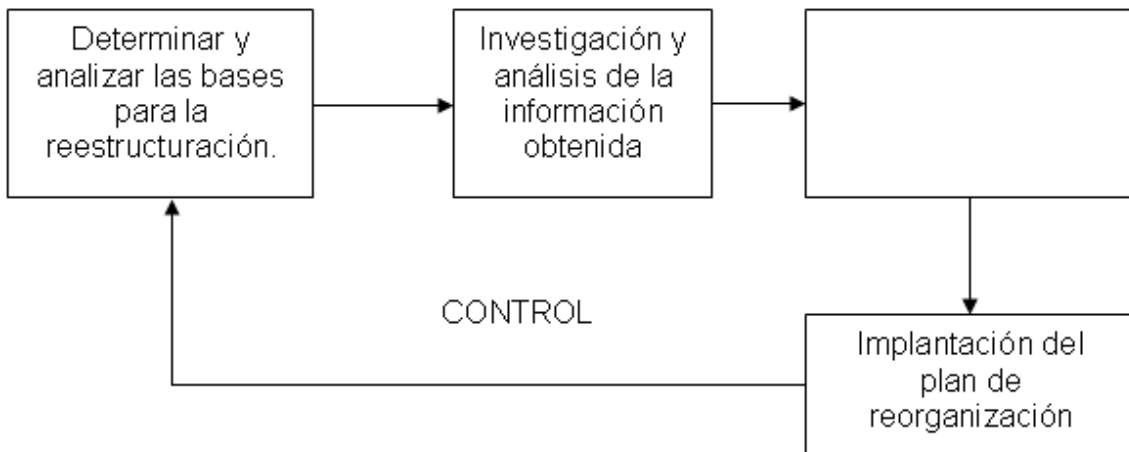 Determinar y
analizar las bases
para la
reestructuración.
Investigación y
análisis de la
información
obtenida
CONTROL
Implantación del
plan de
reorganización